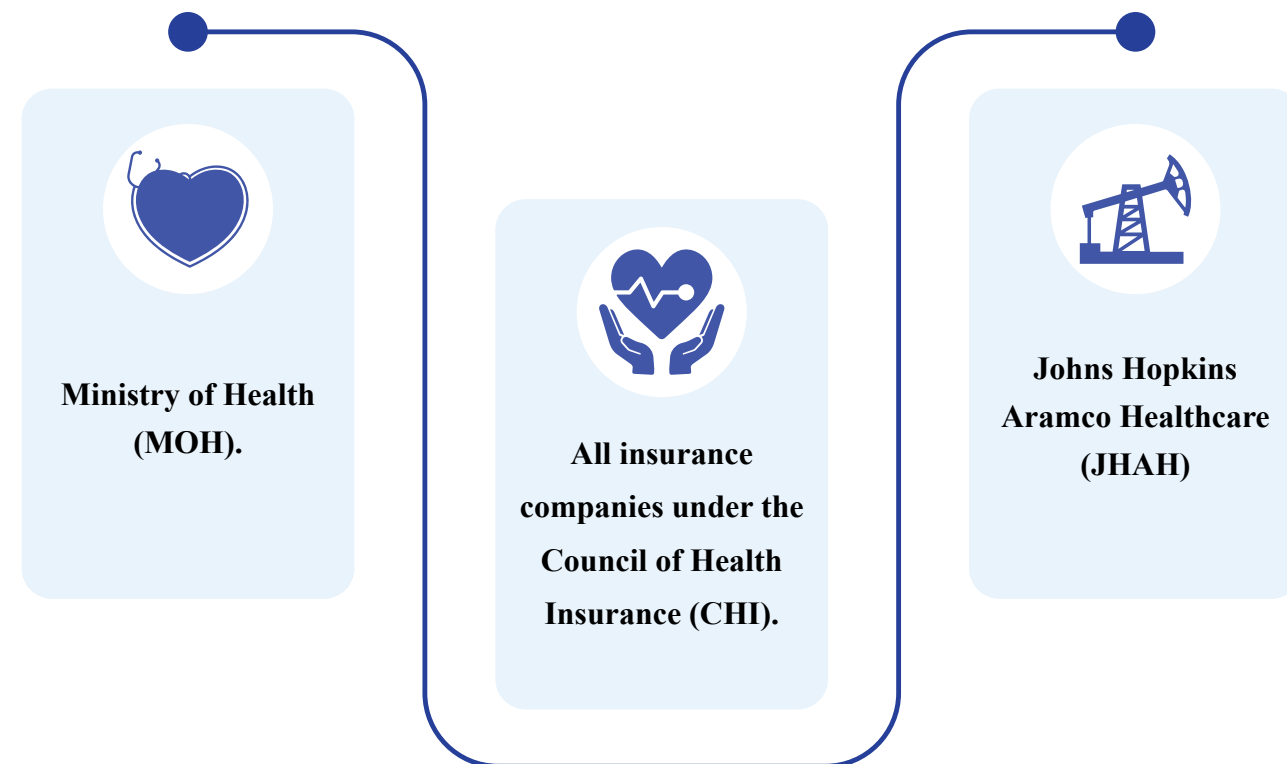 Ministry of Health
(MOH).
All insurance
companies under the
Council of Health
Insurance (CHI).
Johns Hopkins
Aramco Healthcare
(JHAH)